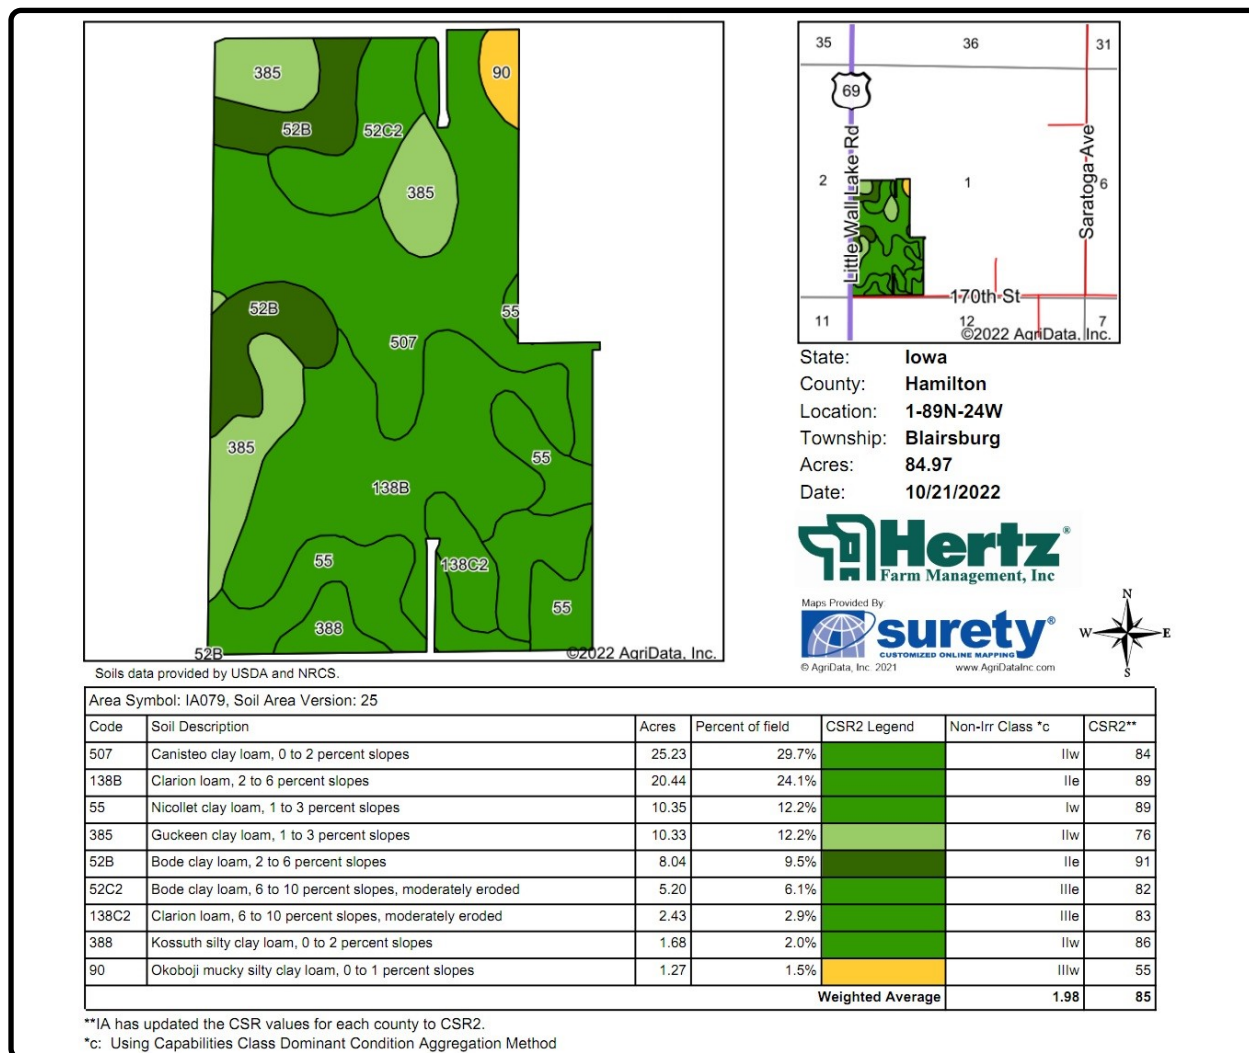 385
90
52B
52C2
385
52B
55
507
385
55
138B
55
138C2
55
388
52B
©2022 AgriData, Inc.
Soils data provided by USDA and NRCS.
35
36
31
69
Little Wall Lake Rd
Saratoga Ave
2
1
6
170th St
11
12
7
©2022 AgriData, Inc.
State: Iowa
County: Hamilton
Location: 1-89N-24W
Township: Blairsburg
Acres: 84.97
Date: 10/21/2022
Hertz®
Farm Management, Inc
Maps Provided By
surety®
CUSTOMIZED ONLINE MAPPING
© AgriData, Inc. 2021 www.AgriDataInc.com
N
W E
S
Area Symbol: IA079, Soil Area Version: 25
Code Soil Description Acres Percent of field CSR2 Legend Non-Irr Class *c CSR2**
507 Canisteo clay loam, 0 to 2 percent slopes 25.23 29.7% IIw 84
138B Clarion loam, 2 to 6 percent slopes 20.44 24.1% IIe 89
55 Nicollet clay loam, 1 to 3 percent slopes 10.35 12.2% Iw 89
385 Guckeen clay loam, 1 to 3 percent slopes 10.33 12.2% IIw 76
52B Bode clay loam, 2 to 6 percent slopes 8.04 9.5% IIe 91
52C2 Bode clay loam, 6 to 10 percent slopes, moderately eroded 5.20 6.1% IIIe 82
138C2 Clarion loam, 6 to 10 percent slopes, moderately eroded 2.43 2.9% IIIe 83
388 Kossuth silty clay loam, 0 to 2 percent slopes 1.68 2.0% IIw 86
90 Okoboji mucky silty clay loam, 0 to 1 percent slopes 1.27 1.5% IIIw 55
Weighted Average 1.98 85
**IA has updated the CSR values for each county to CSR2.
*c: Using Capabilities Class Dominant Condition Aggregation Method